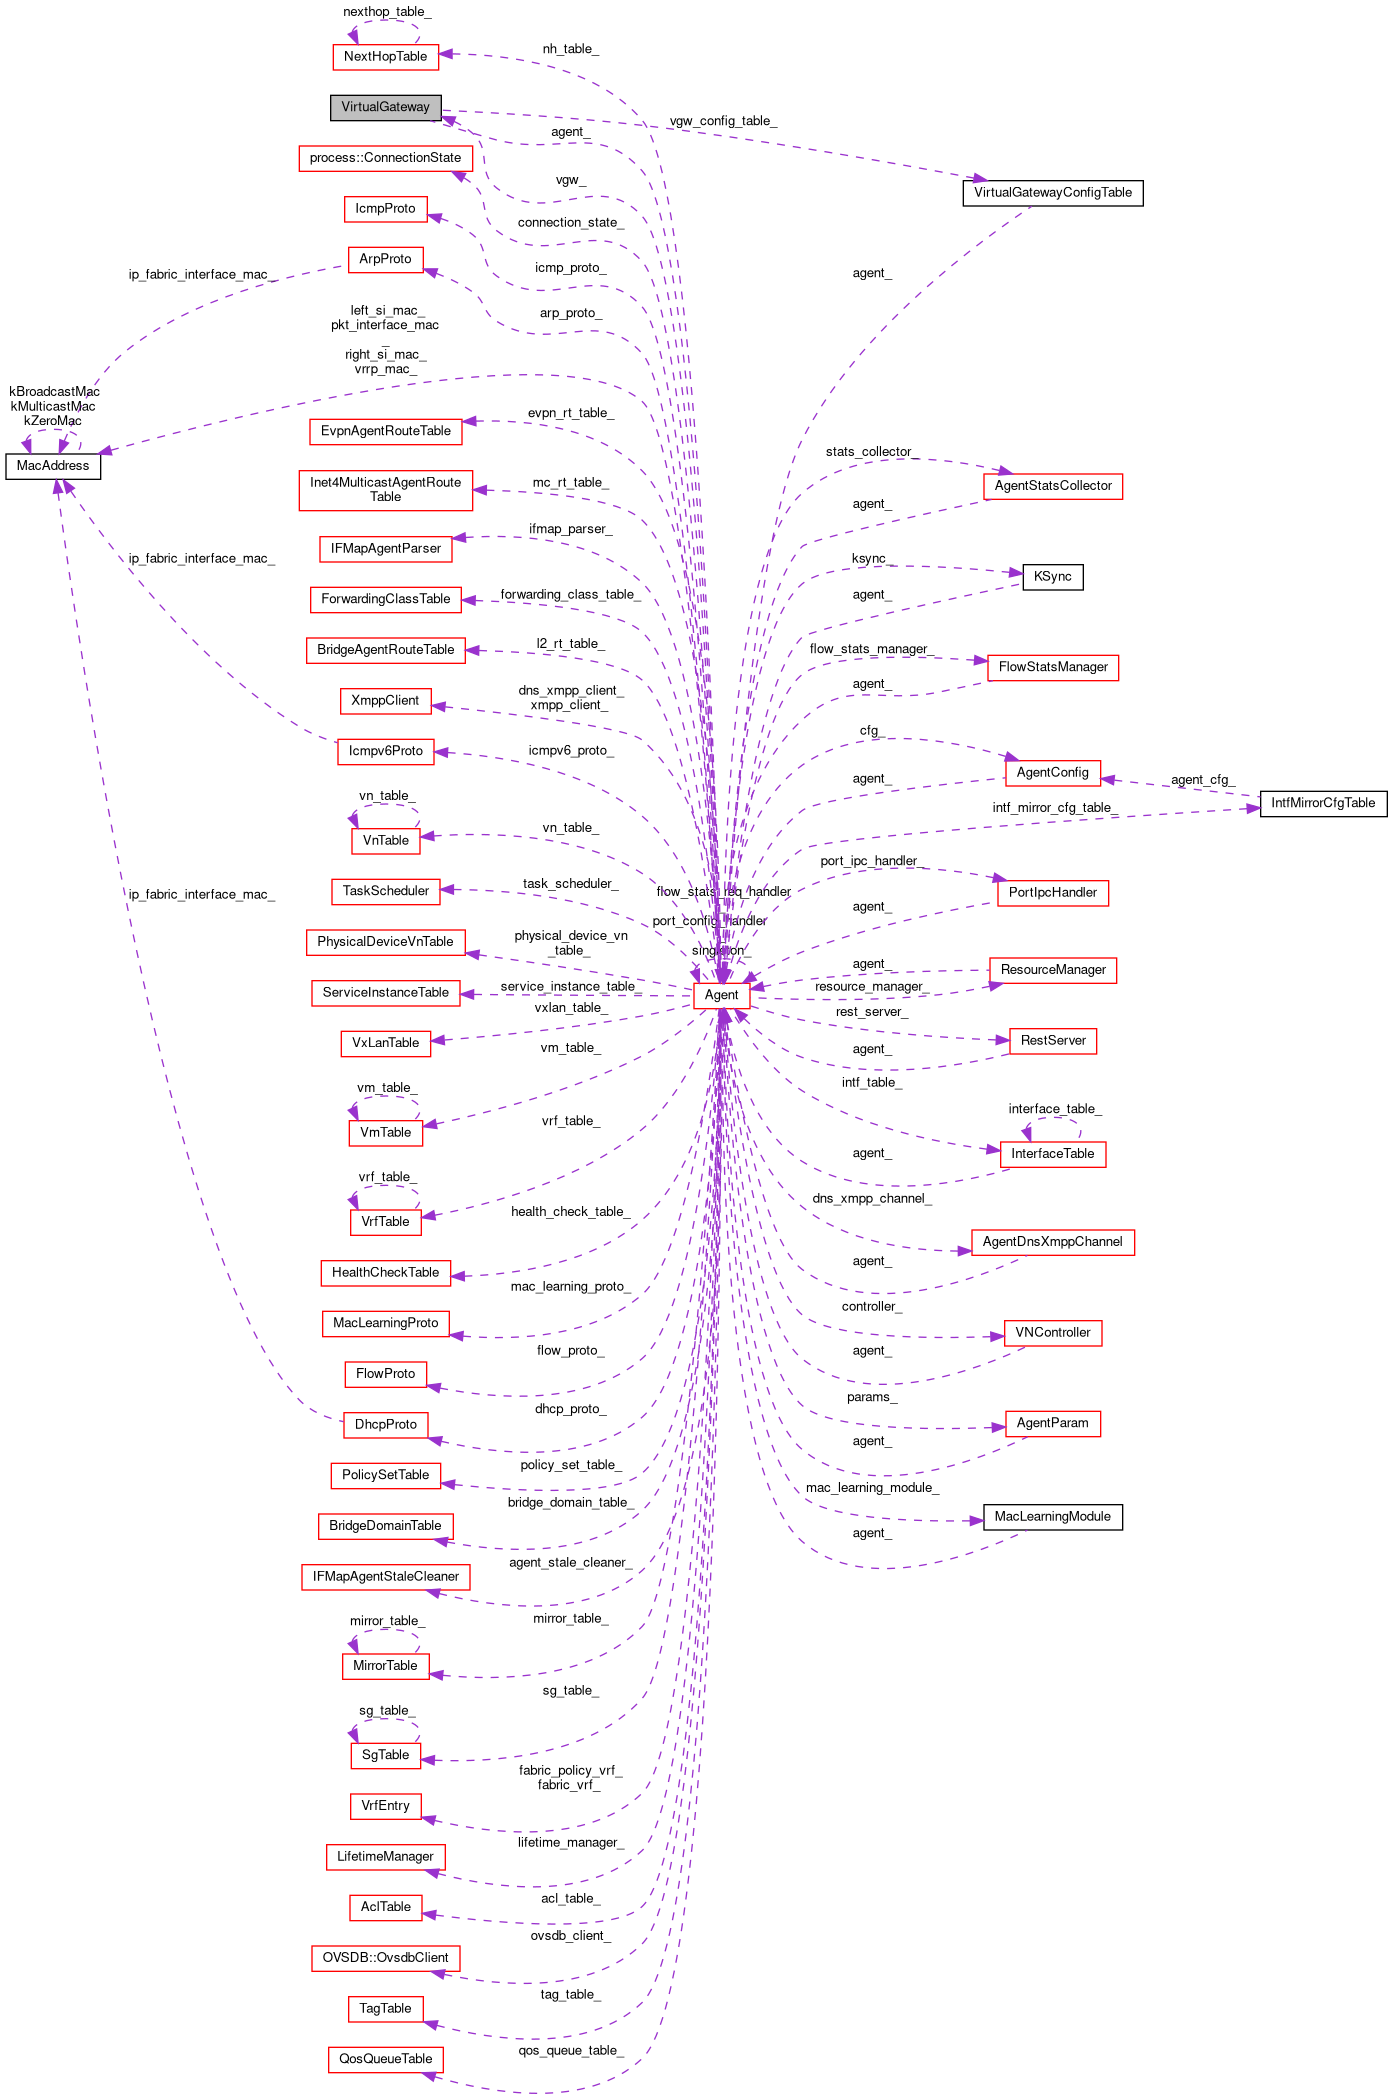 nexthop_table_
nh_table_
NextHopTable
VirtualGateway
vgw_config_table_
agent_
process::ConnectionState
vgw_
VirtualGatewayConfigTable
IcmpProto
connection_state_
ArpProto
icmp_proto_
ip_fabric_interface_mac_
agent_
left_si_mac_
pkt_interface_mac
_
right_si_mac_
vrrp_mac_
arp_proto_
kBroadcastMac
kMulticastMac
kZeroMac
MacAddress
evpn_rt_table_
EvpnAgentRouteTable
stats_collector_
AgentStatsCollector
Inet4MulticastAgentRoute
Table
mc_rt_table_
agent_
ifmap_parser_
IFMapAgentParser
ip_fabric_interface_mac_
ksync_
KSync
ForwardingClassTable
forwarding_class_table_
agent_
BridgeAgentRouteTable
l2_rt_table_
flow_stats_manager_
FlowStatsManager
XmppClient
dns_xmpp_client_
xmpp_client_
agent_
Icmpv6Proto
icmpv6_proto_
cfg_
AgentConfig
agent_
agent_cfg_
IntfMirrorCfgTable
vn_table_
VnTable
vn_table_
intf_mirror_cfg_table_
port_ipc_handler_
TaskScheduler
task_scheduler_
flow_stats_req_handler
_
port_config_handler
_
singleton_
PortIpcHandler
ip_fabric_interface_mac_
agent_
PhysicalDeviceVnTable
physical_device_vn
_table_
agent_
ResourceManager
ServiceInstanceTable
service_instance_table_
Agent
resource_manager_
VxLanTable
vxlan_table_
rest_server_
RestServer
agent_
vm_table_
vm_table_
VmTable
intf_table_
interface_table_
InterfaceTable
vrf_table_
agent_
vrf_table_
VrfTable
dns_xmpp_channel_
health_check_table_
AgentDnsXmppChannel
HealthCheckTable
agent_
mac_learning_proto_
MacLearningProto
controller_
VNController
flow_proto_
FlowProto
agent_
dhcp_proto_
DhcpProto
params_
AgentParam
agent_
policy_set_table_
PolicySetTable
mac_learning_module_
bridge_domain_table_
BridgeDomainTable
MacLearningModule
agent_
agent_stale_cleaner_
IFMapAgentStaleCleaner
mirror_table_
mirror_table_
MirrorTable
sg_table_
sg_table_
SgTable
fabric_policy_vrf_
fabric_vrf_
VrfEntry
lifetime_manager_
LifetimeManager
acl_table_
AclTable
ovsdb_client_
OVSDB::OvsdbClient
tag_table_
TagTable
qos_queue_table_
QosQueueTable